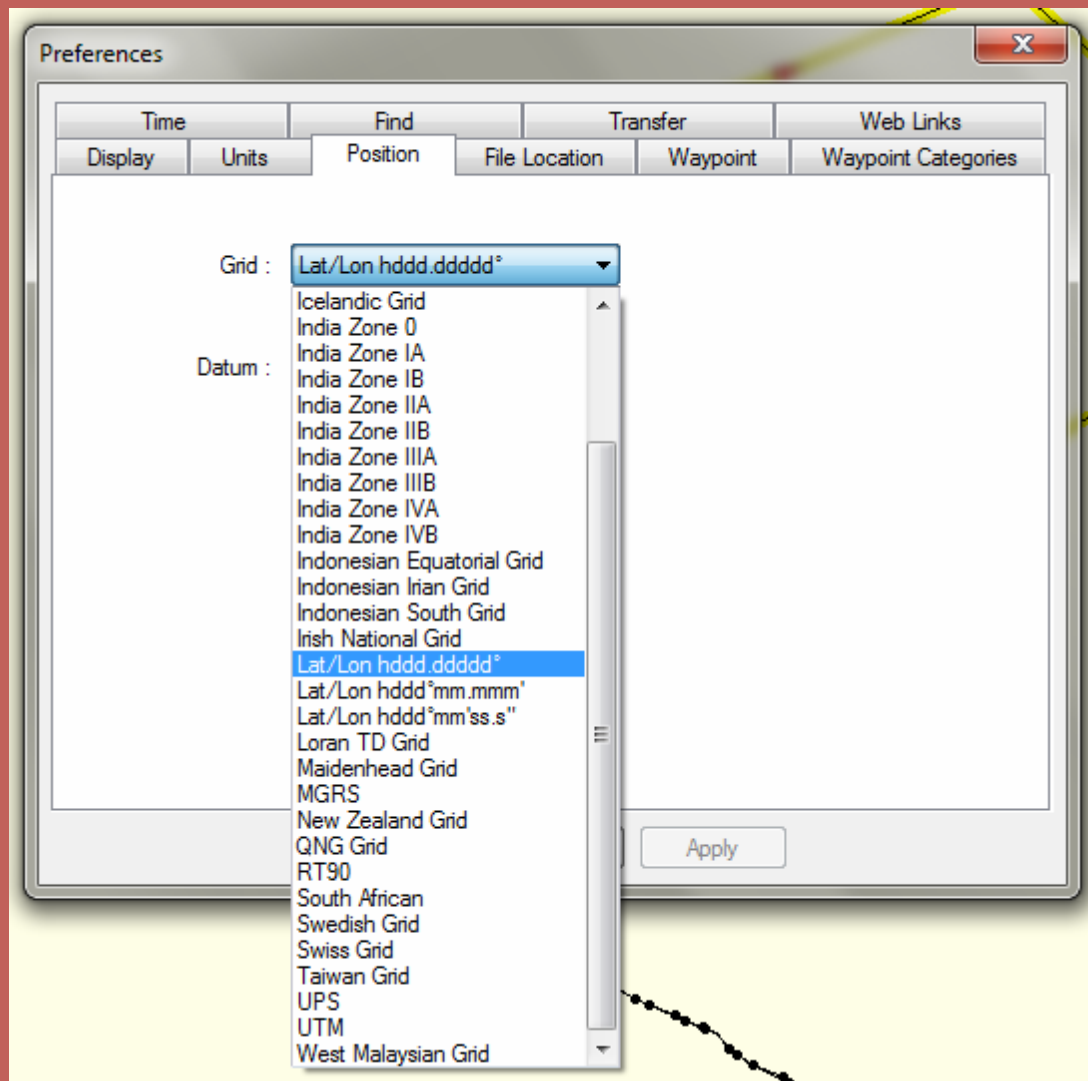 Preferences
Time Find Transfer Web Links
Display Units Position File Location Waypoint Waypoint Categories
Grid : Lat/Lon hddd.ddddd°
Icelandic Grid
India Zone 0
India Zone IA
Datum :
India Zone IB
India Zone IIA
India Zone IIB
India Zone IIIA
India Zone IIIB
India Zone IVA
India Zone IVB
Indonesian Equatorial Grid
Indonesian Irian Grid
Indonesian South Grid
Irish National Grid
Lat/Lon hddd.ddddd°
Lat/Lon hddd°mm.mmm'
Lat/Lon hddd°mm'ss.s"
Loran TD Grid
Maidenhead Grid
MGRS
New Zealand Grid
QNG Grid
Apply
RT90
South African
Swedish Grid
Swiss Grid
Taiwan Grid
UPS
UTM
West Malaysian Grid